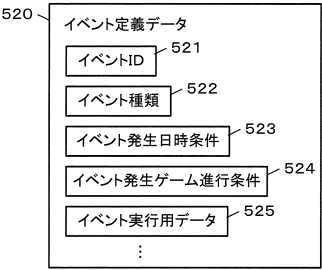 520
イベント定義データ
イベントID 521
イベント種類 522
イベント発生日時条件 523
イベント発生ゲーム進行条件 524
イベント実行用データ 525
⋮